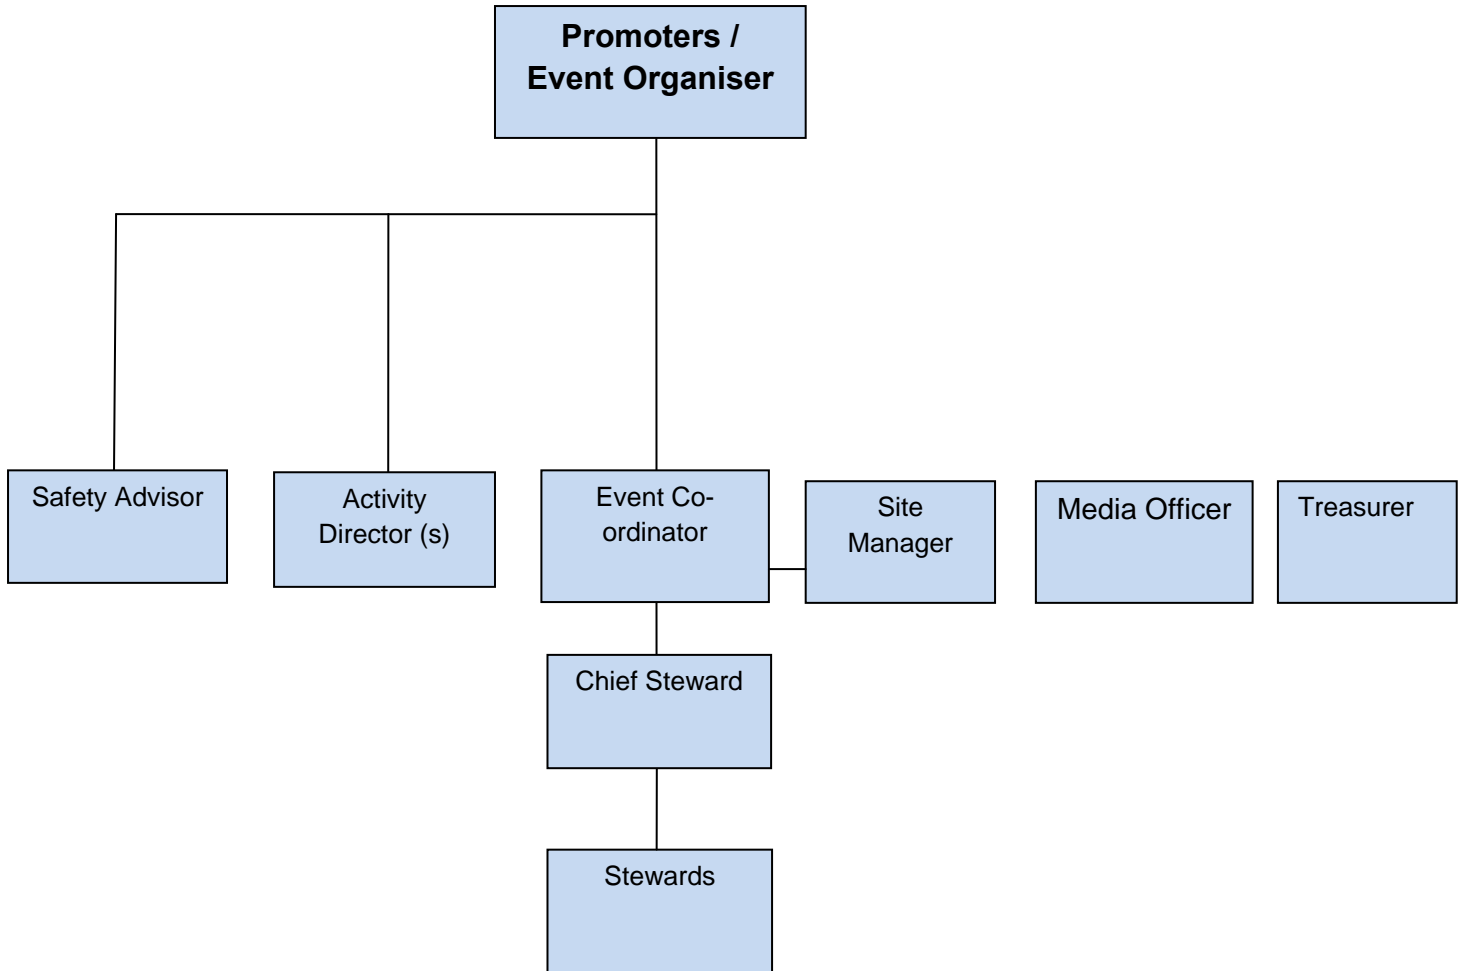 Promoters /
Event Organiser
Safety Advisor
Activity
Director (s)
Event Co-
ordinator
Site
Manager
Media Officer
Treasurer
Chief Steward
Stewards